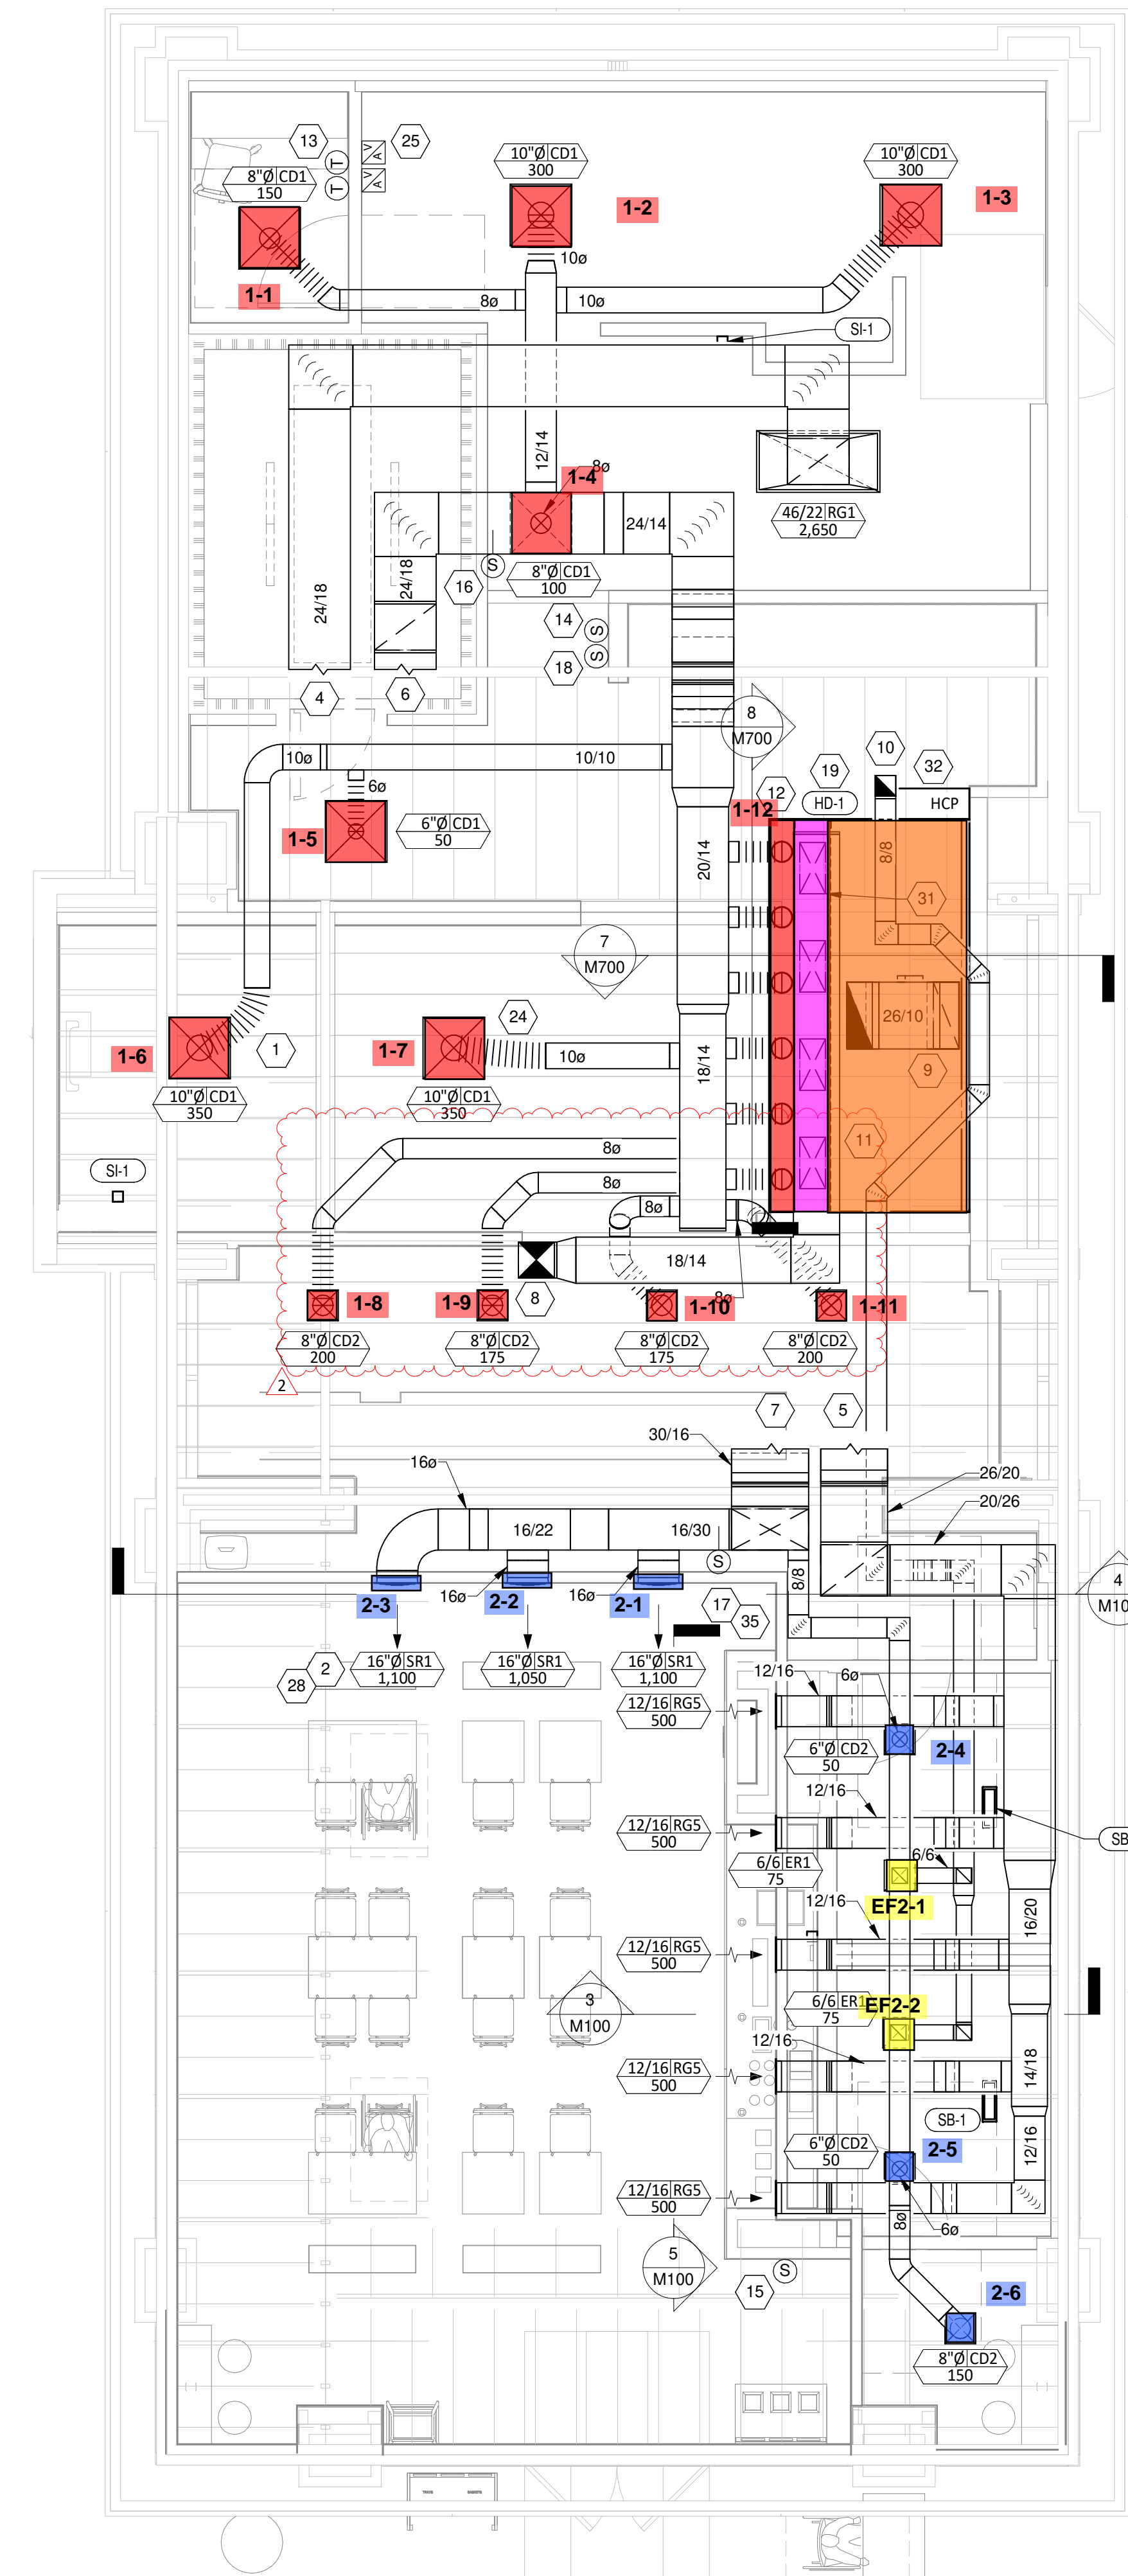 13
25
8"Ø CD1
150
10"Ø CD1
300
10"Ø CD1
300
T
T
V
A
V
A
1-1
1-2
1-3
10ø
8ø
10ø
SI-1
12/14
8ø
1-4
24/14
46/22 RG1
2,650
24/18
24/18
S
16
8"Ø CD1
100
14
S
18
S
4
6
8
M700
10ø
10/10
6ø
10
19
32
12
HD-1
HCP
1-12
1-5
6"Ø CD1
50
20/14
8/8
31
7
M700
26/10
24
1
1-6
1-7
10ø
18/14
9
10"Ø CD1
350
10"Ø CD1
350
11
8ø
SI-1
8ø
8ø
18/14
8
1-8
1-9
1-10
8ø
1-11
8"Ø CD2
200
8"Ø CD2
175
8"Ø CD2
175
8"Ø CD2
200
2
7
5
30/16
16ø
26/20
20/26
16/22
16/30
S
8/8
4
M10
2-3
16ø
2-2
16ø
2-1
17
35
2
28
16"Ø SR1
1,100
16"Ø SR1
1,050
16"Ø SR1
1,100
12/16
6ø
12/16 RG5
500
2-4
6"Ø CD2
50
12/16
12/16 RG5
500
SB
6/6 ER1
75
6/6
EF2-1
12/16
16/20
12/16 RG5
500
3
M100
6/6 ER1
75
EF2-2
12/16
14/18
12/16 RG5
500
SB-1
12/16
6"Ø CD2
50
2-5
12/16 RG5
500
8ø
6ø
5
M100
S
15
2-6
8"Ø CD2
150